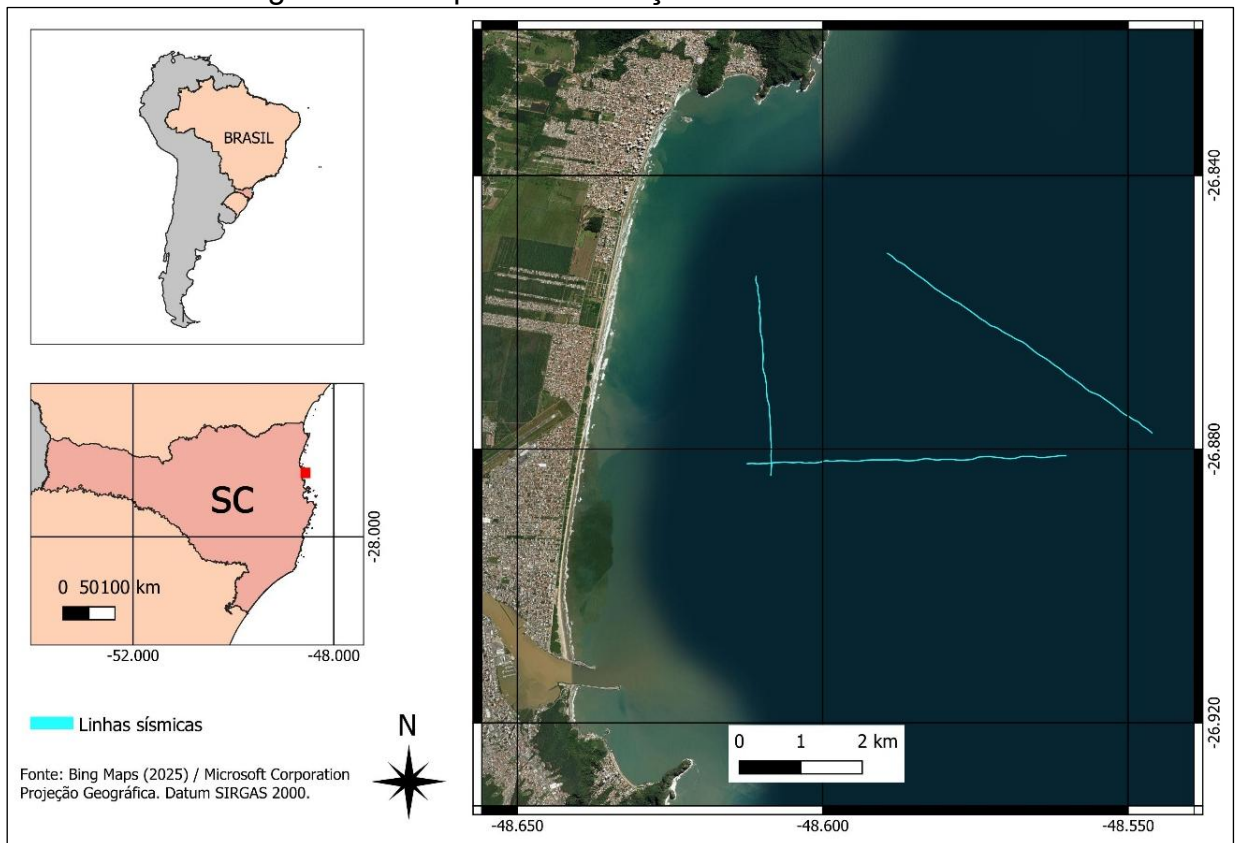 BRASIL
SC
0 50100 km
-52.000
-48.000
-28.000
Linhas sísmicas
N
Fonte: Bing Maps (2025) / Microsoft Corporation
Projeção Geográfica. Datum SIRGAS 2000.
-26.840
-26.880
-26.920
0 1 2 km
-48.650
-48.600
-48.550